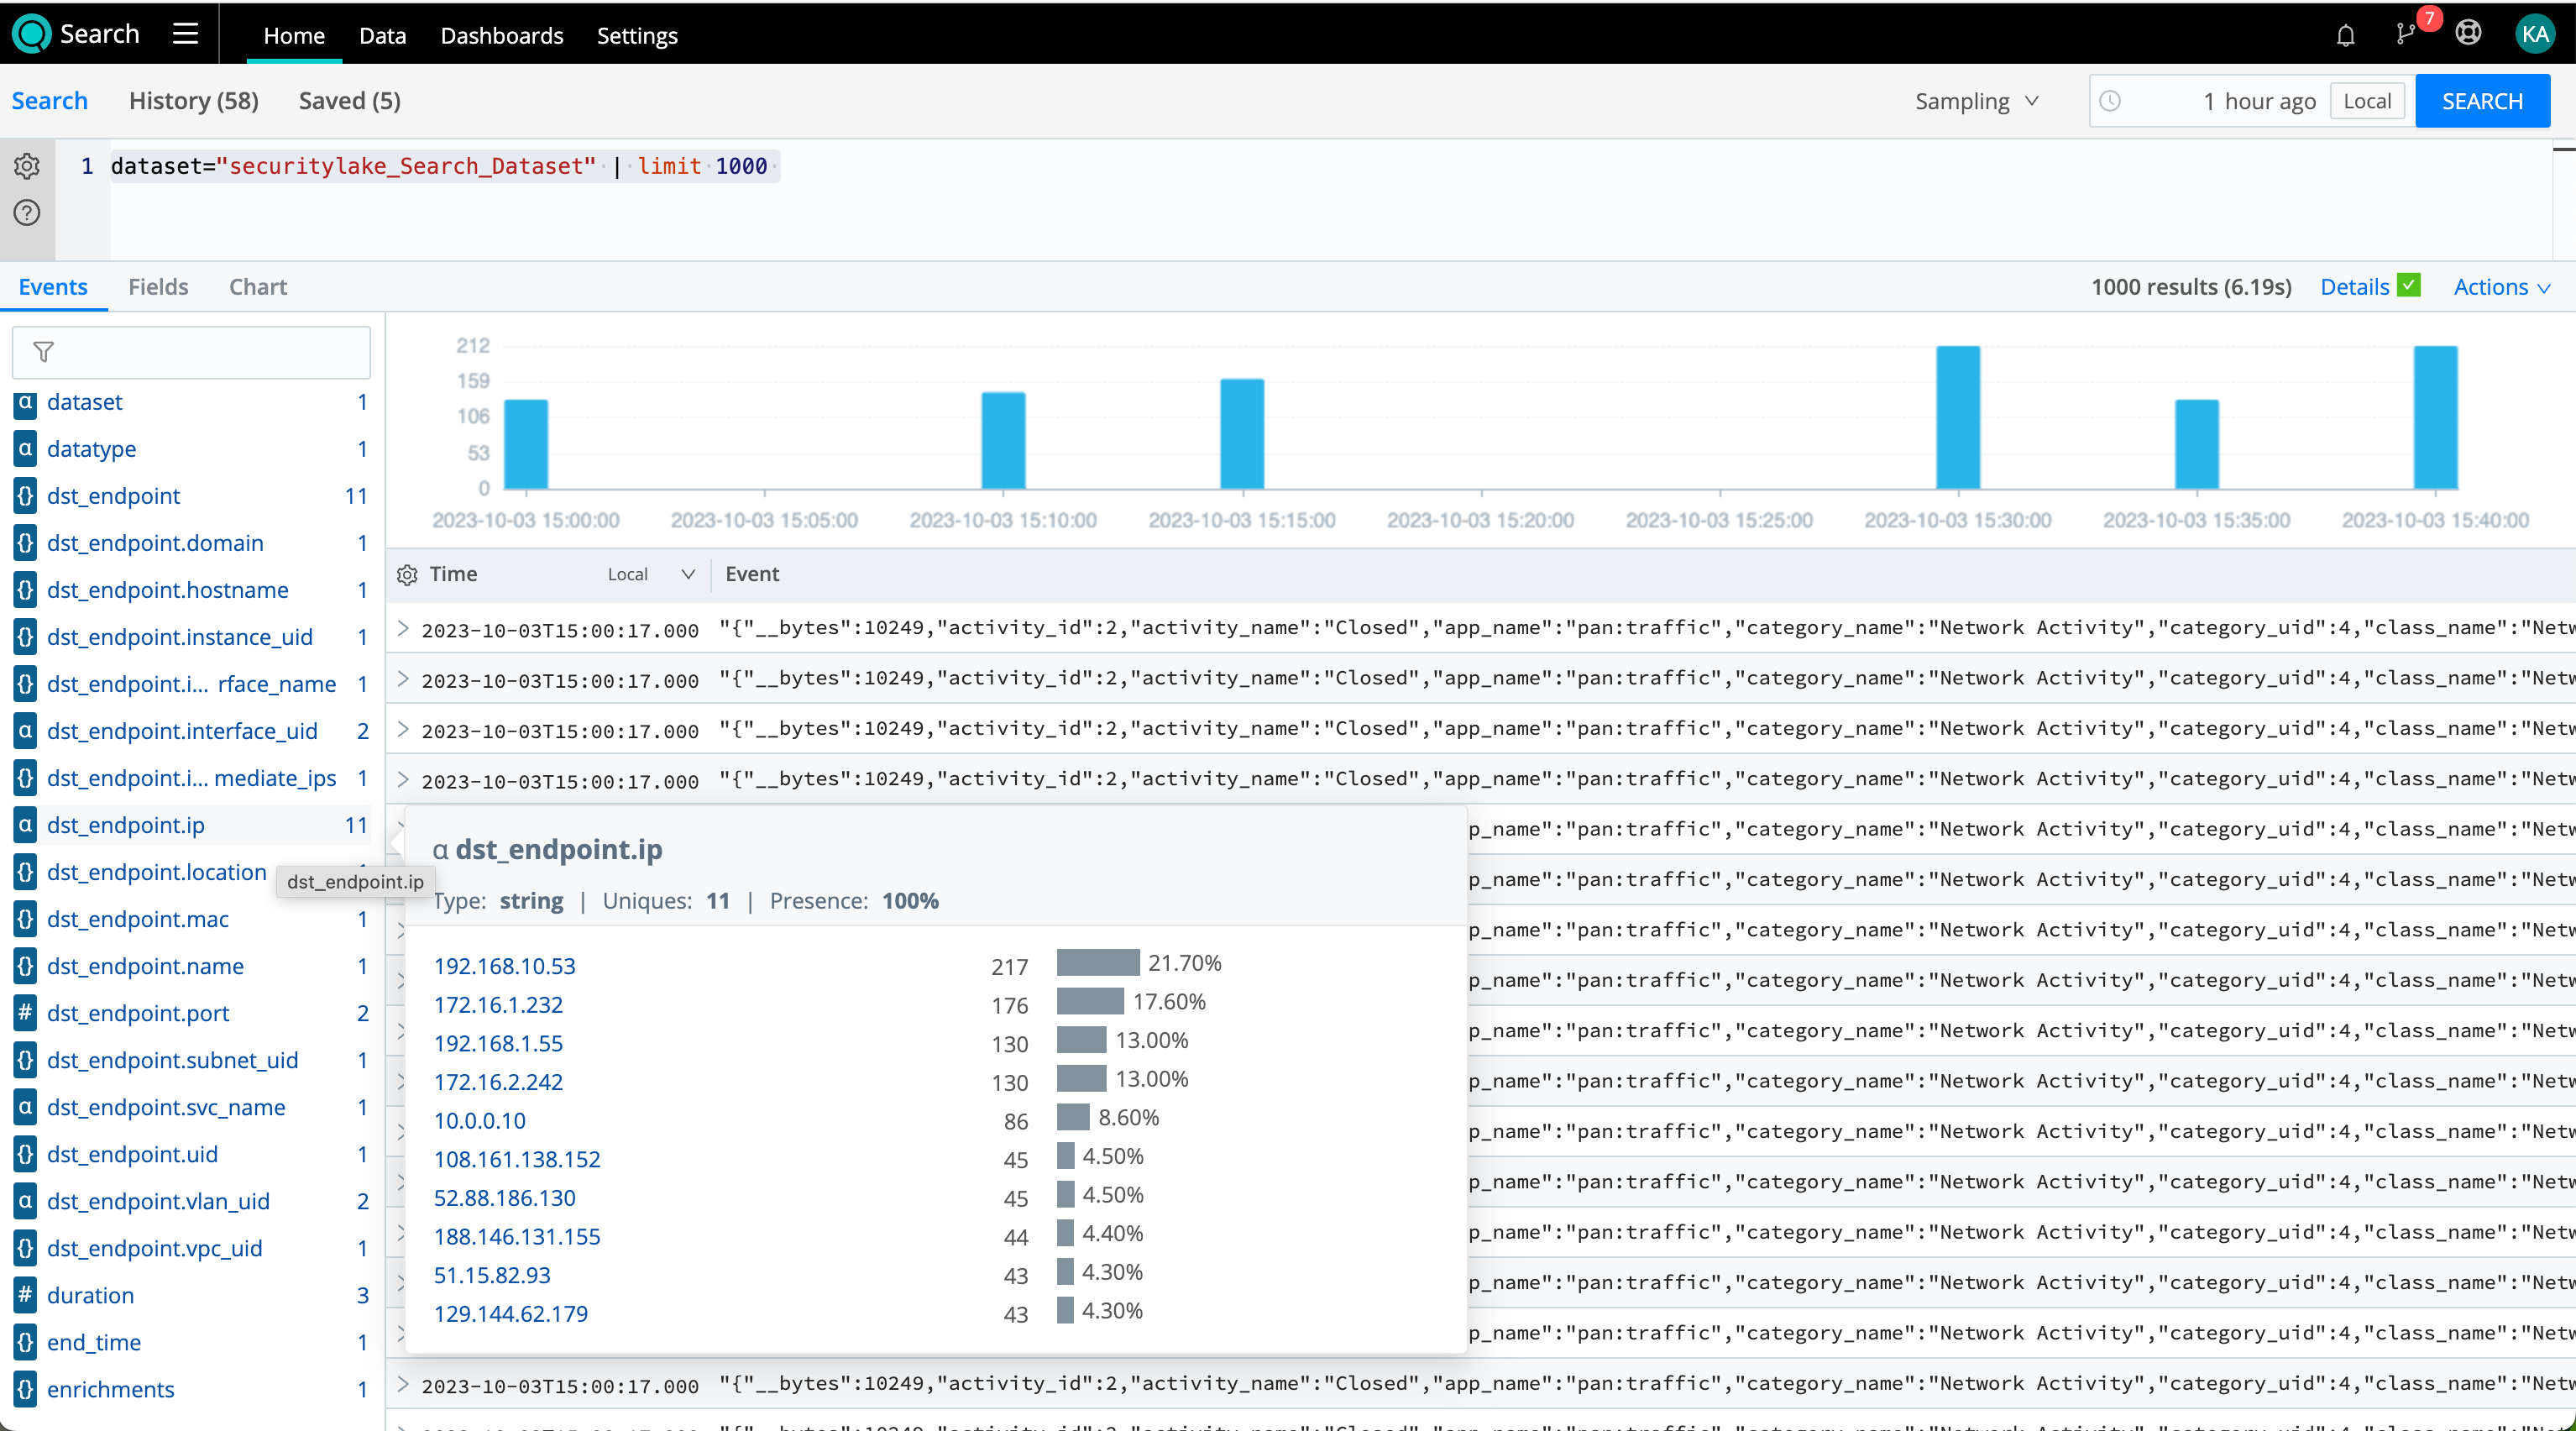 Search
Home Data Dashboards Settings
7
KA
Search History (58) Saved (5)
Sampling 1 hour ago Local SEARCH
1 dataset="securitylake_Search_Dataset" | limit 1000
Events Fields Chart
1000 results (6.19s) Details Actions
212
159
106
53
0
2023-10-03 15:00:00 2023-10-03 15:05:00 2023-10-03 15:10:00 2023-10-03 15:15:00 2023-10-03 15:20:00 2023-10-03 15:25:00 2023-10-03 15:30:00 2023-10-03 15:35:00 2023-10-03 15:40:00
α dataset 1
α datatype 1
{} dst_endpoint 11
{} dst_endpoint.domain 1
{} dst_endpoint.hostname 1
{} dst_endpoint.instance_uid 1
{} dst_endpoint.i... rface_name 1
α dst_endpoint.interface_uid 2
{} dst_endpoint.i... mediate_ips 1
α dst_endpoint.ip 11
{} dst_endpoint.location
{} dst_endpoint.mac 1
{} dst_endpoint.name 1
# dst_endpoint.port 2
{} dst_endpoint.subnet_uid 1
α dst_endpoint.svc_name 1
{} dst_endpoint.uid 1
α dst_endpoint.vlan_uid 2
{} dst_endpoint.vpc_uid 1
# duration 3
{} end_time 1
{} enrichments 1
dst_endpoint.ip
Time Local Event
2023-10-03T15:00:17.000 "{"__bytes":10249,"activity_id":2,"activity_name":"Closed","app_name":"pan:traffic","category_name":"Network Activity","category_uid":4,"class_name":"Netw
2023-10-03T15:00:17.000 "{"__bytes":10249,"activity_id":2,"activity_name":"Closed","app_name":"pan:traffic","category_name":"Network Activity","category_uid":4,"class_name":"Netw
2023-10-03T15:00:17.000 "{"__bytes":10249,"activity_id":2,"activity_name":"Closed","app_name":"pan:traffic","category_name":"Network Activity","category_uid":4,"class_name":"Netw
2023-10-03T15:00:17.000 "{"__bytes":10249,"activity_id":2,"activity_name":"Closed","app_name":"pan:traffic","category_name":"Network Activity","category_uid":4,"class_name":"Netw
p_name":"pan:traffic","category_name":"Network Activity","category_uid":4,"class_name":"Netw
p_name":"pan:traffic","category_name":"Network Activity","category_uid":4,"class_name":"Netw
p_name":"pan:traffic","category_name":"Network Activity","category_uid":4,"class_name":"Netw
p_name":"pan:traffic","category_name":"Network Activity","category_uid":4,"class_name":"Netw
p_name":"pan:traffic","category_name":"Network Activity","category_uid":4,"class_name":"Netw
p_name":"pan:traffic","category_name":"Network Activity","category_uid":4,"class_name":"Netw
p_name":"pan:traffic","category_name":"Network Activity","category_uid":4,"class_name":"Netw
p_name":"pan:traffic","category_name":"Network Activity","category_uid":4,"class_name":"Netw
p_name":"pan:traffic","category_name":"Network Activity","category_uid":4,"class_name":"Netw
p_name":"pan:traffic","category_name":"Network Activity","category_uid":4,"class_name":"Netw
p_name":"pan:traffic","category_name":"Network Activity","category_uid":4,"class_name":"Netw
2023-10-03T15:00:17.000 "{"__bytes":10249,"activity_id":2,"activity_name":"Closed","app_name":"pan:traffic","category_name":"Network Activity","category_uid":4,"class_name":"Netw
α dst_endpoint.ip
Type: string | Uniques: 11 | Presence: 100%
192.168.10.53 217 21.70%
172.16.1.232 176 17.60%
192.168.1.55 130 13.00%
172.16.2.242 130 13.00%
10.0.0.10 86 8.60%
108.161.138.152 45 4.50%
52.88.186.130 45 4.50%
188.146.131.155 44 4.40%
51.15.82.93 43 4.30%
129.144.62.179 43 4.30%